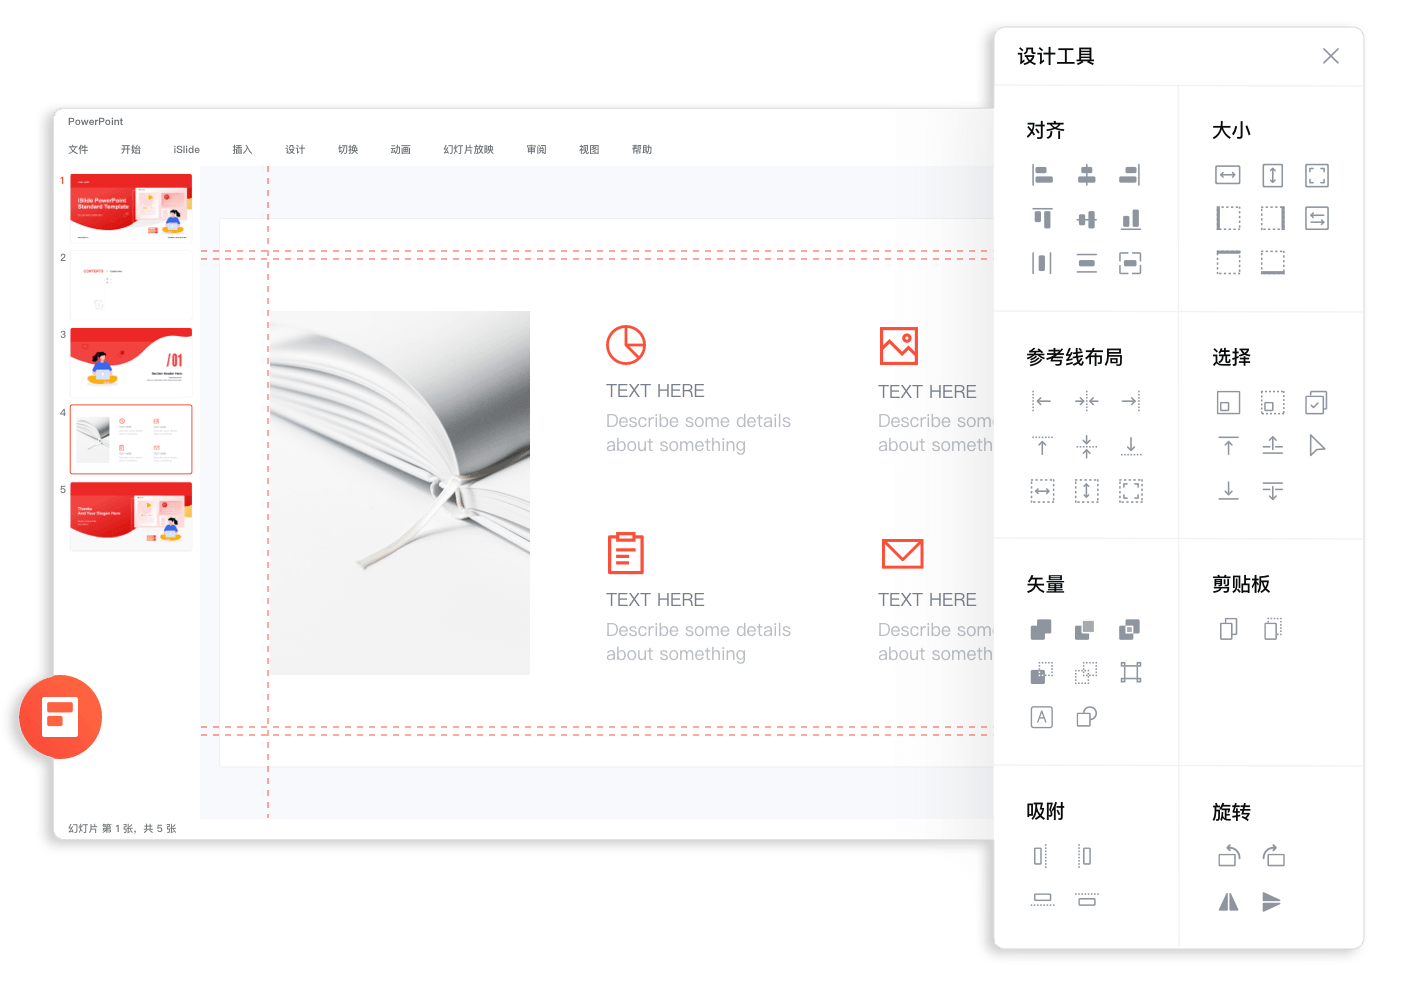 PowerPoint
文件 开始 iSlide 插入 设计 切换 动画 幻灯片放映 审阅 视图 帮助
1
iSlide PowerPoint
Standard Template
2
CONTENTS
3
/01
Section Header Here
4
5
Thanks
And Your Slogan Here
TEXT HERE
Describe some details
about something
TEXT HERE
Describe som
about someth
TEXT HERE
Describe some details
about something
TEXT HERE
Describe som
about someth
幻灯片 第 1 张，共 5 张
设计工具
对齐
大小
参考线布局
选择
矢量
A
剪贴板
吸附
旋转